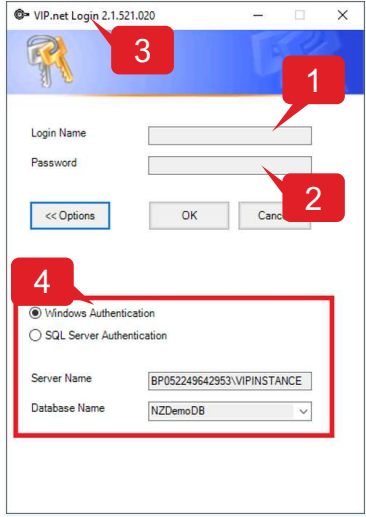 VIP.net Login 2.1.521.020
3
1
Login Name
Password
2
<< Options
OK
Canc
4
Windows Authentication
SQL Server Authentication
Server Name
BP052249642953\VIPINSTANCE
Database Name
NZDemoDB